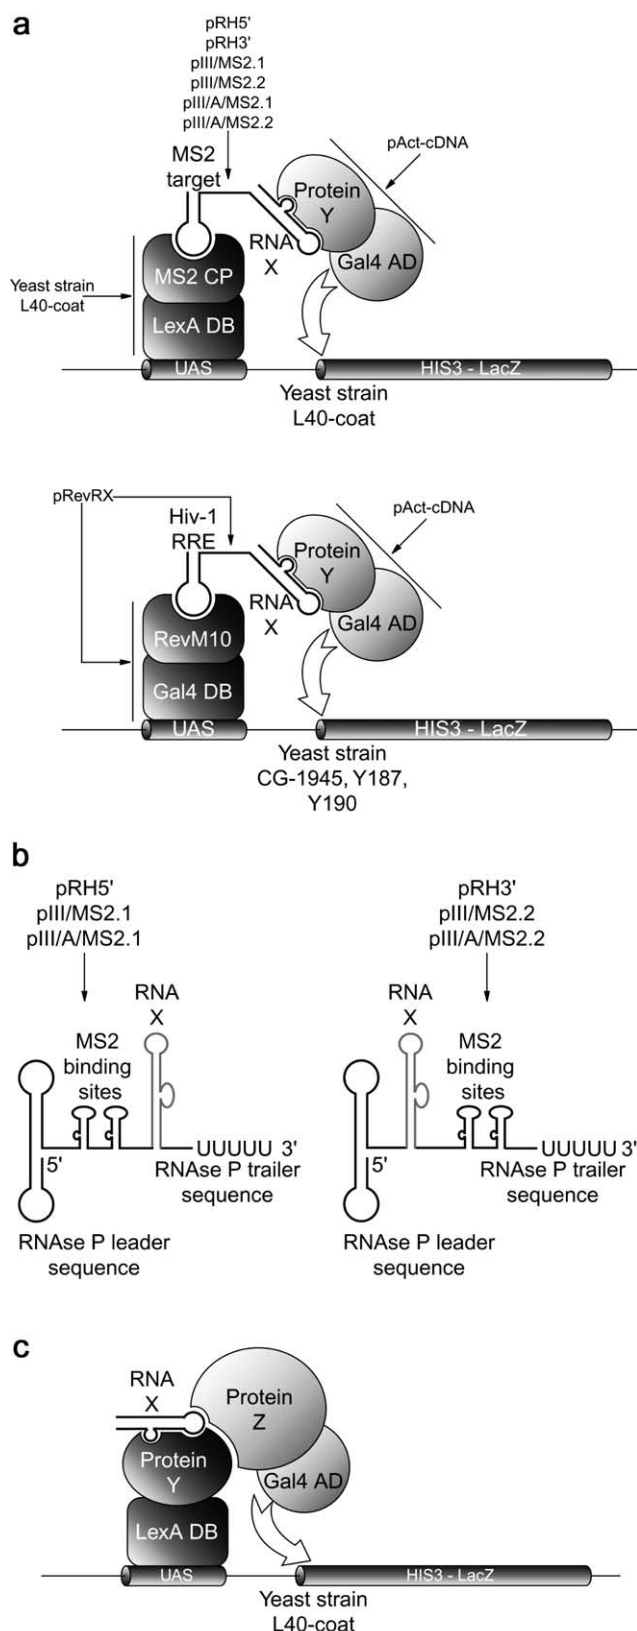 a
pRH5'
pRH3'
pIII/MS2.1
pIII/MS2.2
pIII/A/MS2.1
pIII/A/MS2.2
MS2
target
pAct-cDNA
Protein
Y
RNA
X
Gal4 AD
MS2 CP
Yeast strain
L40-coat
LexA DB
UAS
HIS3 - LacZ
Yeast strain
L40-coat
pRevRX
Hiv-1
RRE
pAct-cDNA
Protein
Y
RNA
X
Gal4 AD
RevM10
Gal4 DB
UAS
HIS3 - LacZ
Yeast strain
CG-1945, Y187,
Y190
b
pRH5'
pIII/MS2.1
pIII/A/MS2.1
RNA
X
MS2
binding
sites
5'
UUUUU 3'
RNAse P trailer
sequence
RNAse P leader
sequence
pRH3'
pIII/MS2.2
pIII/A/MS2.2
RNA
X
MS2
binding
sites
5'
UUUUU 3'
RNAse P trailer
sequence
RNAse P leader
sequence
c
RNA
X
Protein
Z
Protein
Y
Gal4 AD
LexA DB
UAS
HIS3 - LacZ
Yeast strain
L40-coat